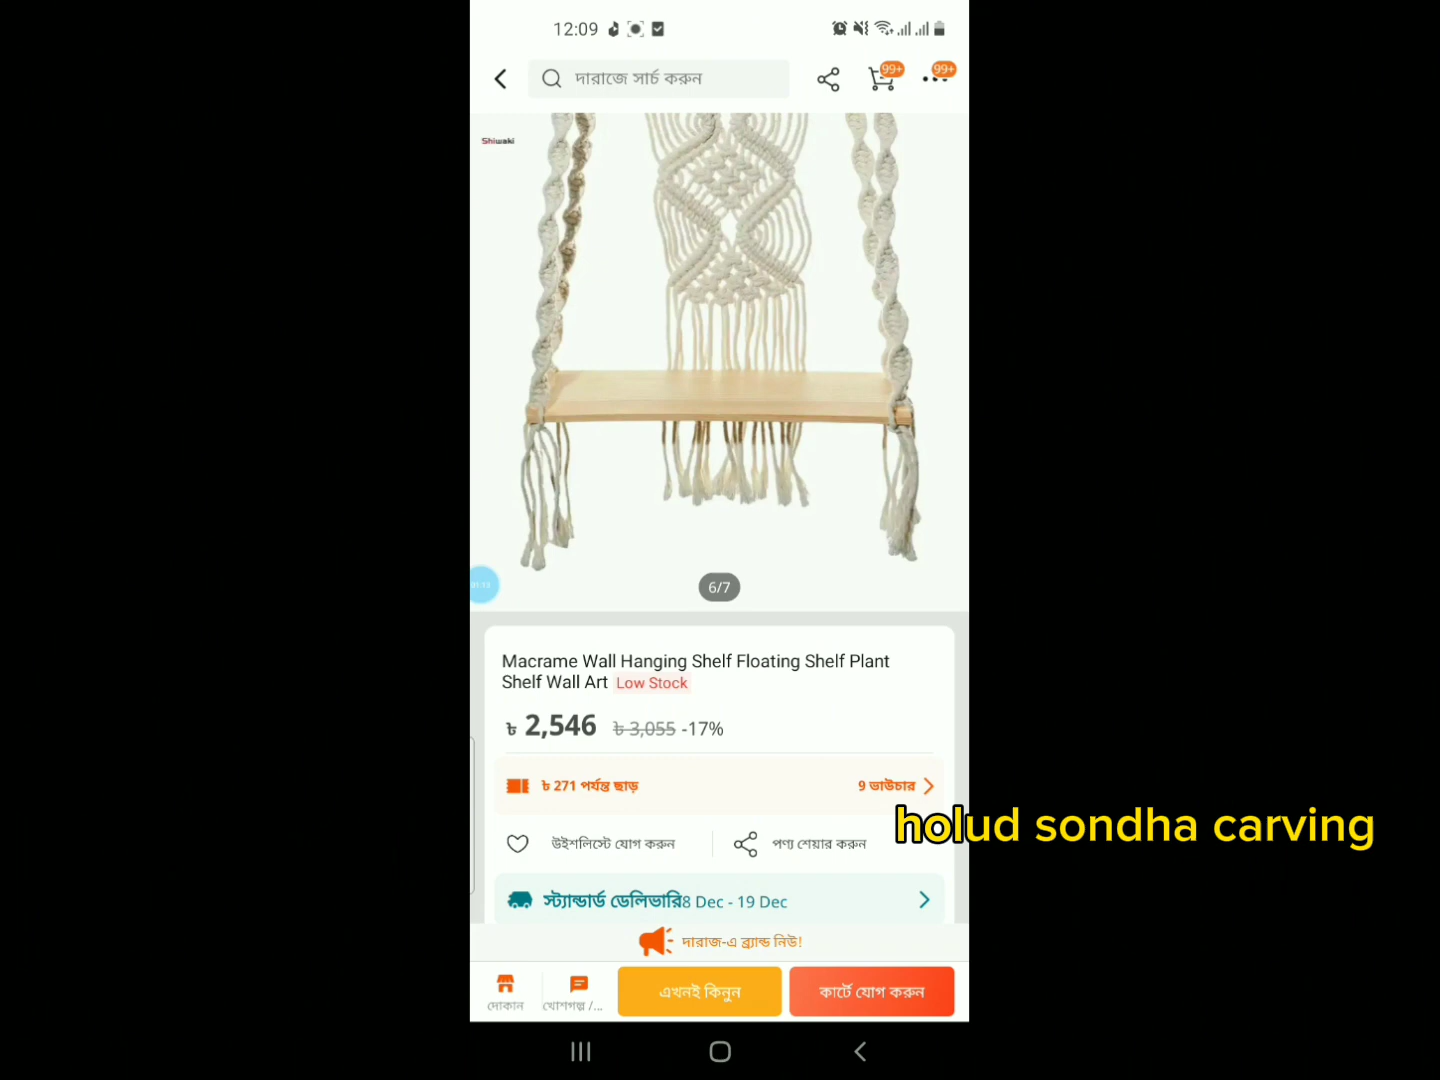 12:09
দারাজে সার্চ করুন
99+
99+
Shiwaki
6/7
Macrame Wall Hanging Shelf Floating Shelf Plant
Shelf Wall Art Low Stock
৳ 2,546 ৳ 3,055 -17%
৳ 271 পর্যন্ত ছাড়
9 ভাউচার
উইশলিস্টে যোগ করুন
পণ্য শেয়ার করুন
holud sondha carving
স্ট্যান্ডার্ড ডেলিভারি8 Dec - 19 Dec
দারাজ-এ ব্র্যান্ড নিউ!
দোকান
খোশগল্প /...
এখনই কিনুন
কার্টে যোগ করুন